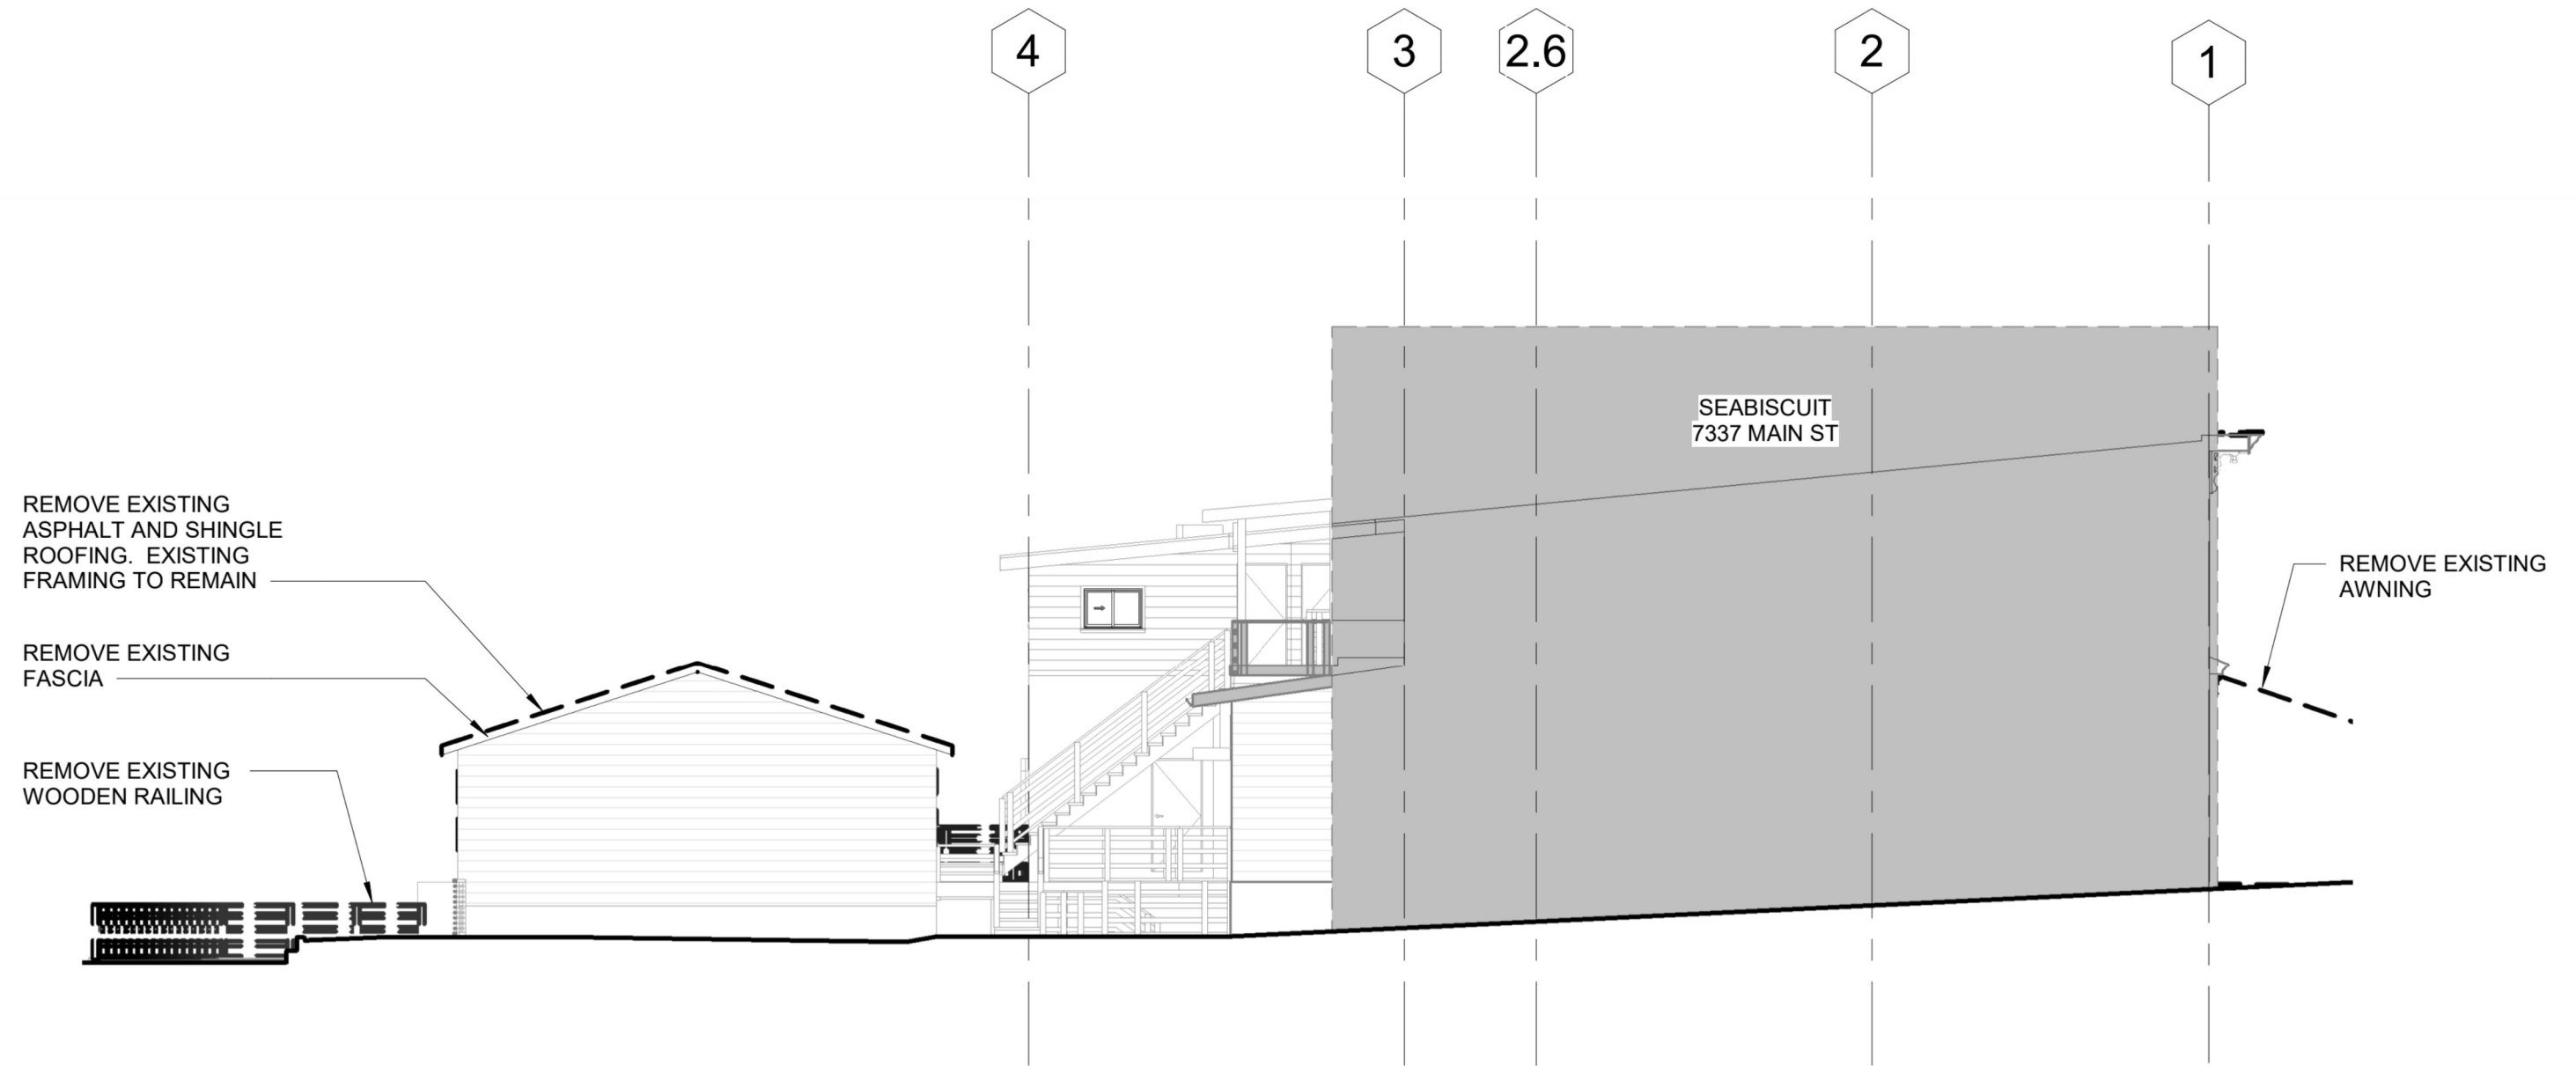 4
3
2.6
2
1
SEABISCUIT
7337 MAIN ST
REMOVE EXISTING
ASPHALT AND SHINGLE
ROOFING. EXISTING
FRAMING TO REMAIN
REMOVE EXISTING
AWNING
REMOVE EXISTING
FASCIA
REMOVE EXISTING
WOODEN RAILING